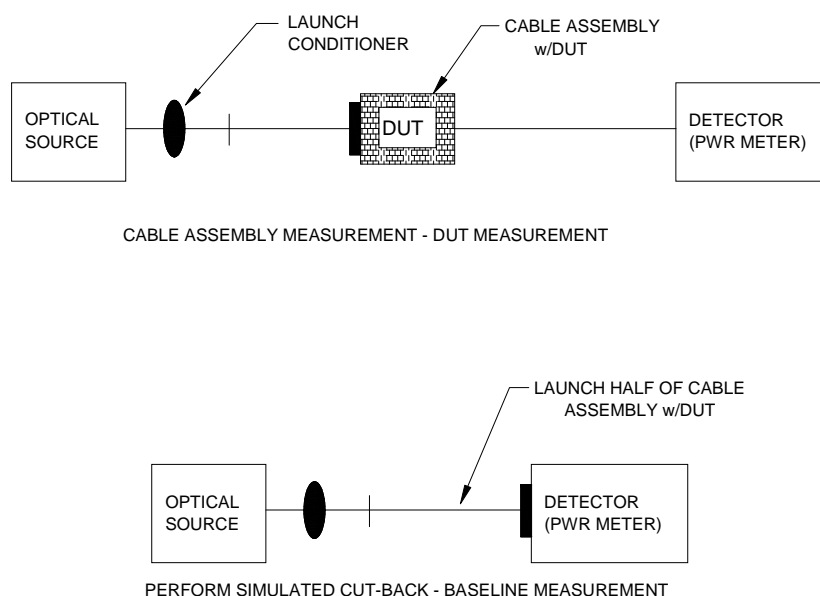 LAUNCH
CONDITIONER
CABLE ASSEMBLY
w/DUT
OPTICAL
SOURCE
DUT
DETECTOR
(PWR METER)
CABLE ASSEMBLY MEASUREMENT - DUT MEASUREMENT
LAUNCH HALF OF CABLE
ASSEMBLY w/DUT
OPTICAL
SOURCE
DETECTOR
(PWR METER)
PERFORM SIMULATED CUT-BACK - BASELINE MEASUREMENT